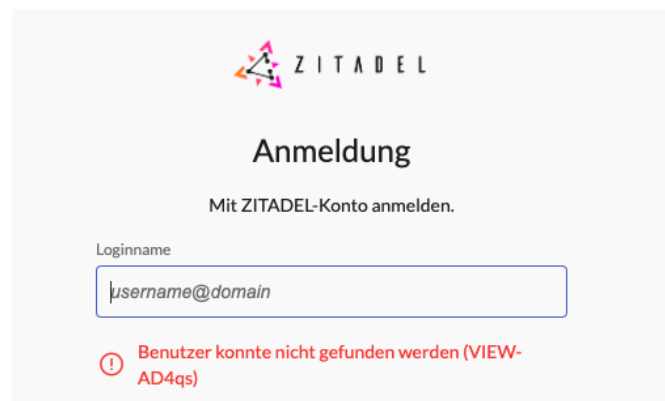 ZITADEL
Anmeldung
Mit ZITADEL-Konto anmelden.
Loginname
username@domain
Benutzer konnte nicht gefunden werden (VIEW-
AD4qs)